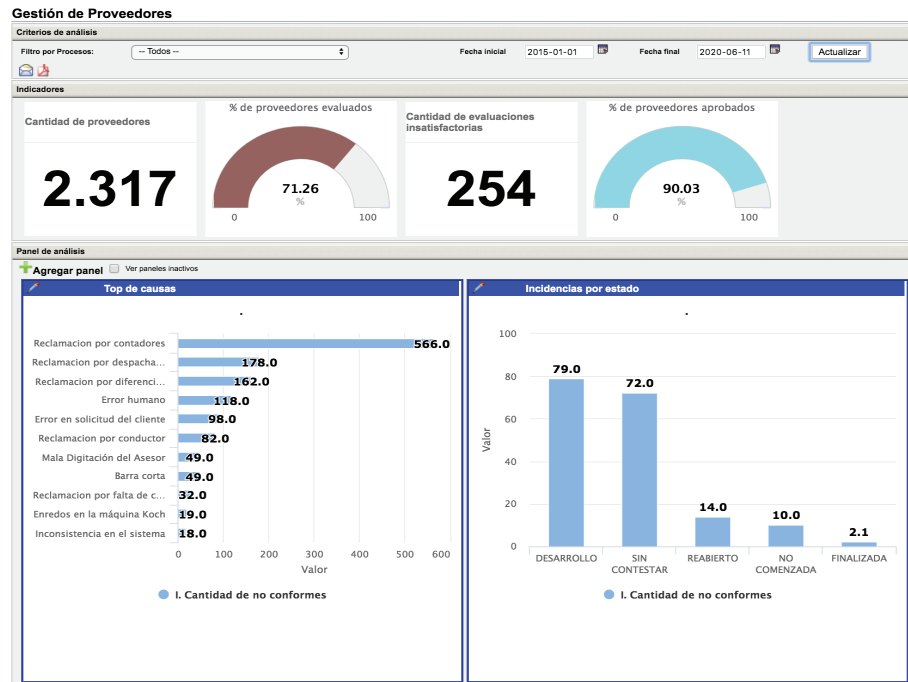 Gestión de Proveedores
Criterios de análisis
Filtro por Procesos: -- Todos -- Fecha inicial 2015-01-01 Fecha final 2020-06-11 Actualizar
Indicadores
Cantidad de proveedores
2.317
% de proveedores evaluados
71.26
%
0 100
Cantidad de evaluaciones
insatisfactorias
254
% de proveedores aprobados
90.03
%
0 100
Panel de análisis
Agregar panel Ver paneles inactivos
Top de causas
.
Reclamacion por contadores 566.0
Reclamacion por despacha... 178.0
Reclamacion por diferenci... 162.0
Error humano 118.0
Error en solicitud del cliente 98.0
Reclamacion por conductor 82.0
Mala Digitación del Asesor 49.0
Barra corta 49.0
Reclamacion por falta de c... 32.0
Enredos en la máquina Koch 19.0
Inconsistencia en el sistema 18.0
0 100 200 300 400 500 600
Valor
I. Cantidad de no conformes
Incidencias por estado
.
Valor
100
80
60
40
20
0
79.0
72.0
14.0
10.0
2.1
DESARROLLO SIN REABIERTO NO FINALIZADA
CONTESTAR COMENZADA
I. Cantidad de no conformes